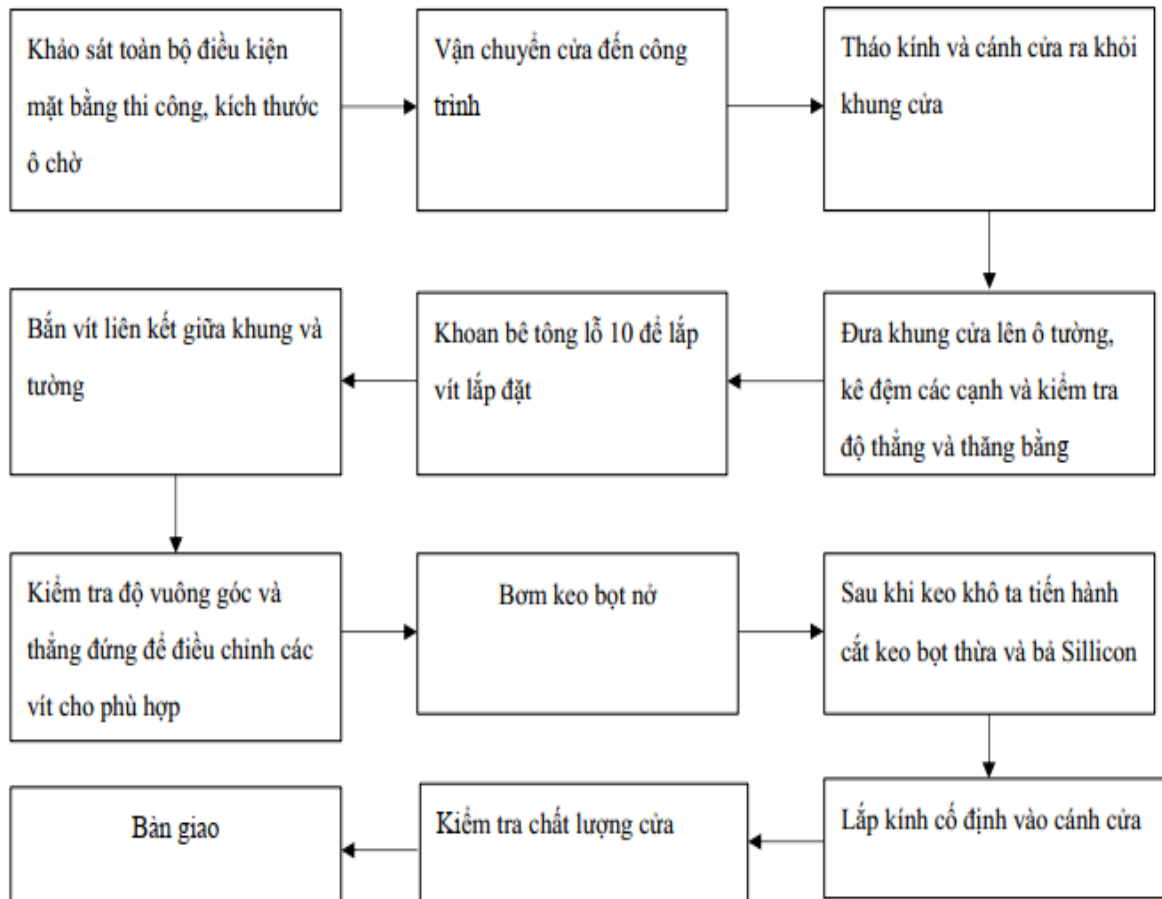 Khảo sát toàn bộ điều kiện
mặt bằng thi công, kích thước
ô chờ
Vận chuyển cửa đến công
trình
Tháo kính và cánh cửa ra khỏi
khung cửa
Đưa khung cửa lên ô tường,
kê đệm các cạnh và kiểm tra
độ thẳng và thăng bằng
Khoan bê tông lỗ 10 để lắp
vít lắp đặt
Bắn vít liên kết giữa khung và
tường
Kiểm tra độ vuông góc và
thẳng đứng để điều chỉnh các
vít cho phù hợp
Bơm keo bọt nở
Sau khi keo khô ta tiến hành
cắt keo bọt thừa và bả Sillicon
Lắp kính cố định vào cánh cửa
Kiểm tra chất lượng cửa
Bàn giao